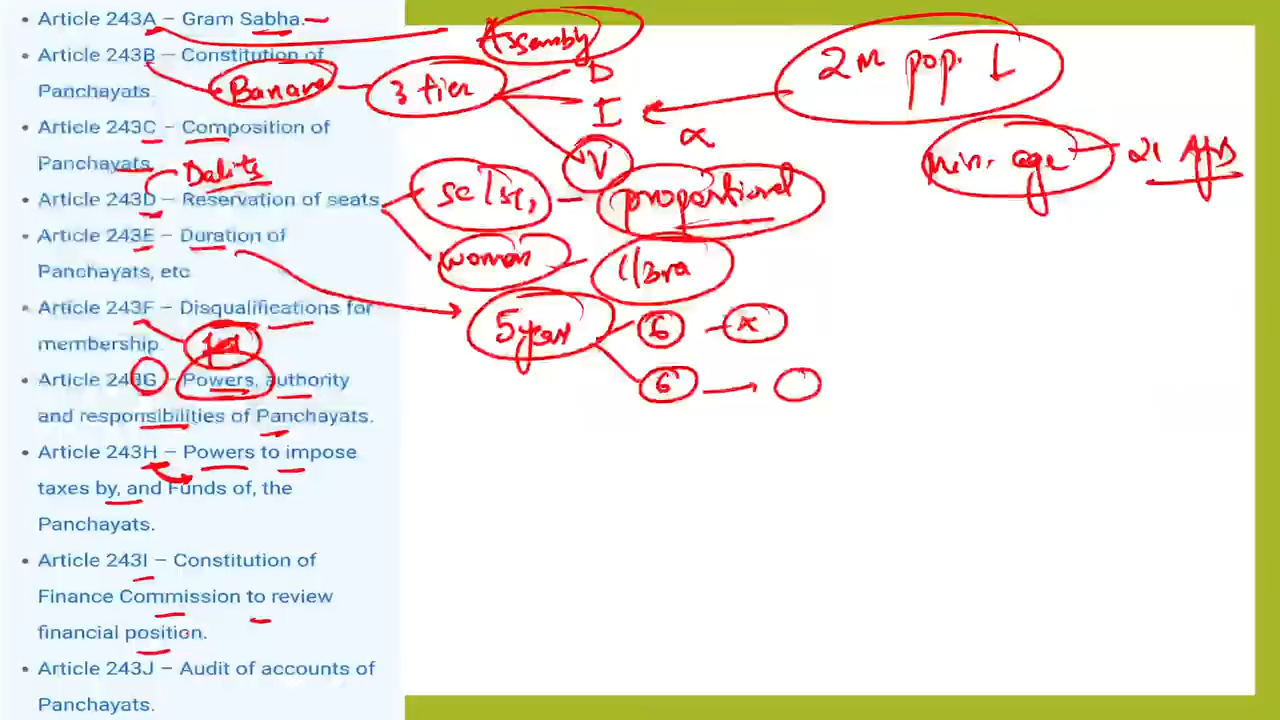 • Article 243A – Gram Sabha.
• Article 243B – Constitution of
Panchayats.
• Article 243C – Composition of
Panchayats
• Article 243D – Reservation of seats
• Article 243E – Duration of
Panchayats, etc
• Article 243F – Disqualifications for
membership.
• Article 243G – Powers, authority
and responsibilities of Panchayats.
• Article 243H – Powers to impose
taxes by, and Funds of, the
Panchayats.
• Article 243I – Constitution of
Finance Commission to review
financial position.
• Article 243J – Audit of accounts of
Panchayats.
Assembly
3 tier
D
I
V
2m pop. ↓
min. age
Dalits
sc/st,
proportional
women
1/3rd
5 year
6
x
6